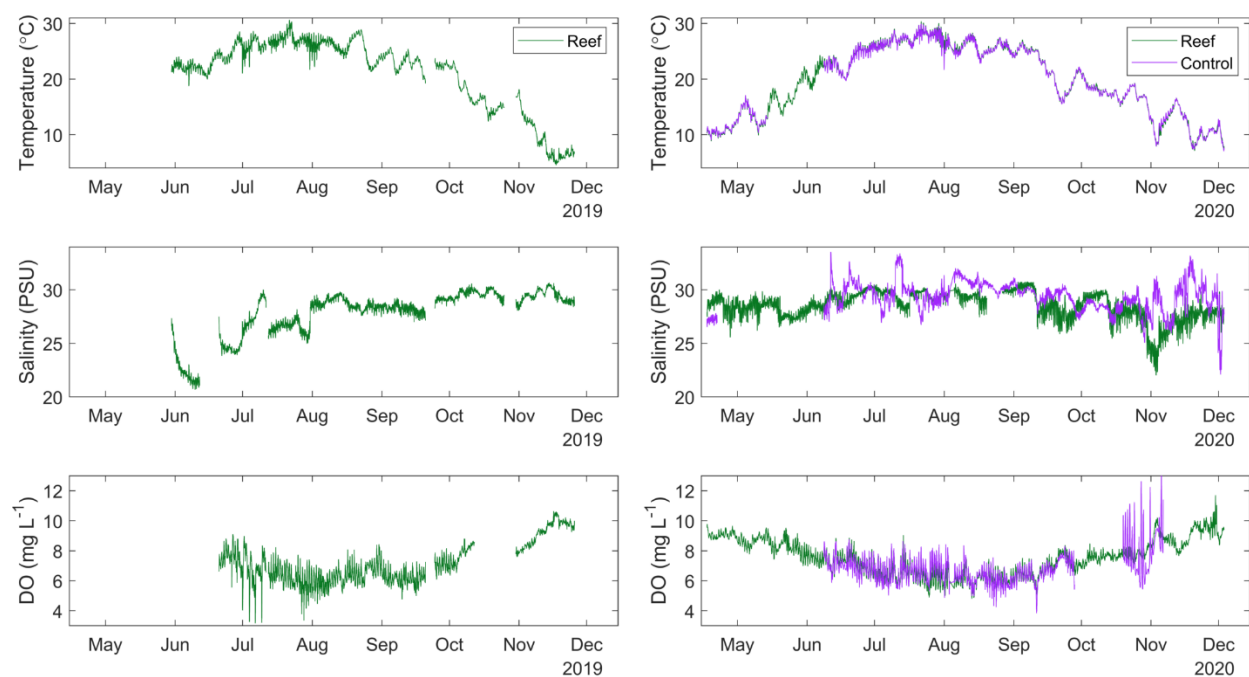 Temperature (°C)
30
20
10
Reef
May Jun Jul Aug Sep Oct Nov Dec
2019
Temperature (°C)
30
20
10
Reef
Control
May Jun Jul Aug Sep Oct Nov Dec
2020
Salinity (PSU)
30
25
20
May Jun Jul Aug Sep Oct Nov Dec
2019
Salinity (PSU)
30
25
20
May Jun Jul Aug Sep Oct Nov Dec
2020
DO (mg L⁻¹)
12
10
8
6
4
May Jun Jul Aug Sep Oct Nov Dec
2019
DO (mg L⁻¹)
12
10
8
6
4
May Jun Jul Aug Sep Oct Nov Dec
2020